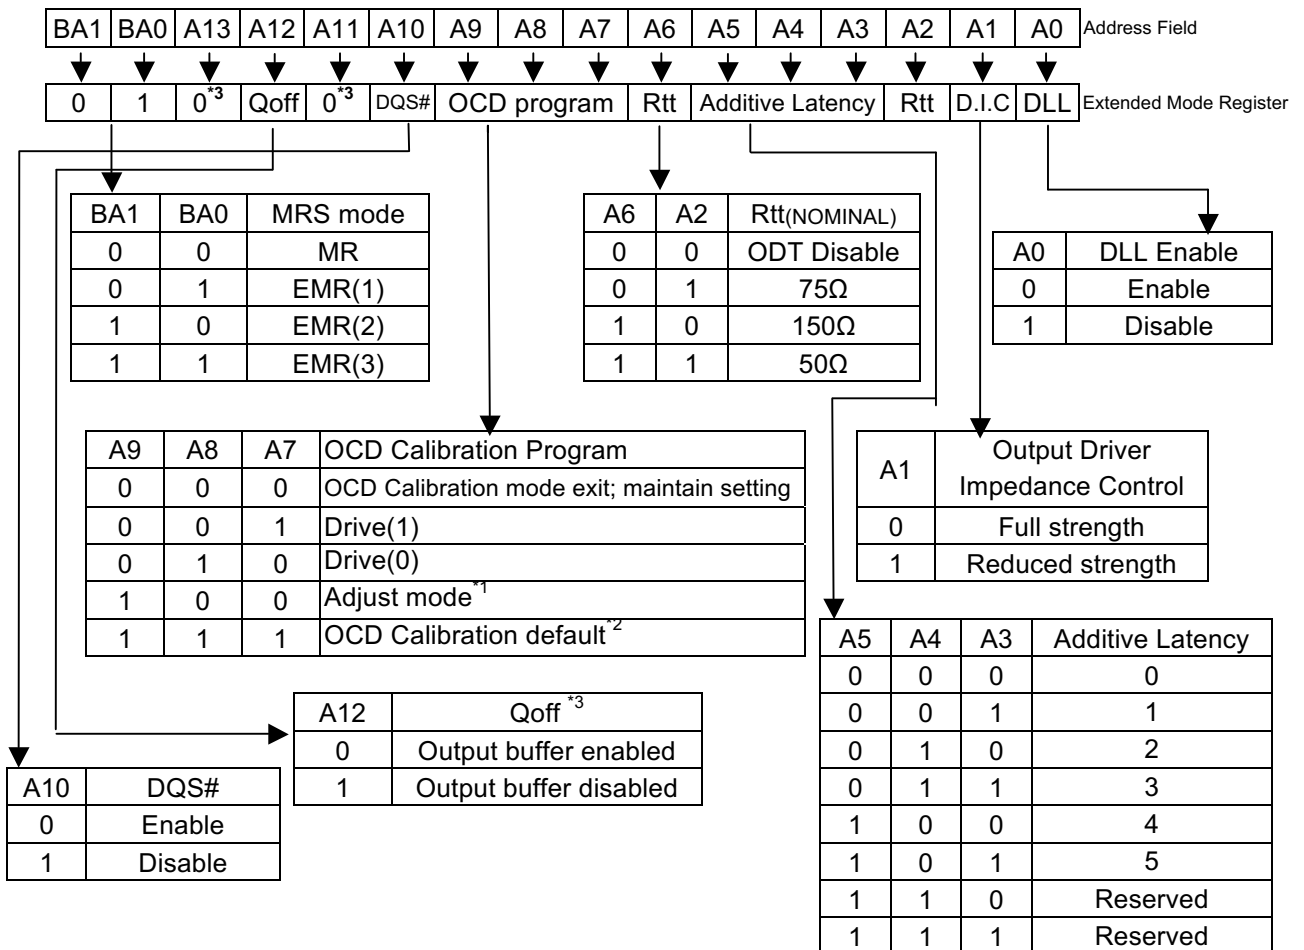 BA1 BA0 A13 A12 A11 A10 A9 A8 A7 A6 A5 A4 A3 A2 A1 A0 Address Field
0 1 0*3 Qoff 0*3 DQS# OCD program Rtt Additive Latency Rtt D.I.C DLL Extended Mode Register
BA1 BA0 MRS mode
0 0 MR
0 1 EMR(1)
1 0 EMR(2)
1 1 EMR(3)
A6 A2 Rtt(NOMINAL)
0 0 ODT Disable
0 1 75Ω
1 0 150Ω
1 1 50Ω
A0 DLL Enable
0 Enable
1 Disable
A9 A8 A7 OCD Calibration Program
0 0 0 OCD Calibration mode exit; maintain setting
0 0 1 Drive(1)
0 1 0 Drive(0)
1 0 0 Adjust mode*1
1 1 1 OCD Calibration default*2
A1 Output Driver
Impedance Control
0 Full strength
1 Reduced strength
A12 Qoff *3
0 Output buffer enabled
1 Output buffer disabled
A10 DQS#
0 Enable
1 Disable
A5 A4 A3 Additive Latency
0 0 0 0
0 0 1 1
0 1 0 2
0 1 1 3
1 0 0 4
1 0 1 5
1 1 0 Reserved
1 1 1 Reserved